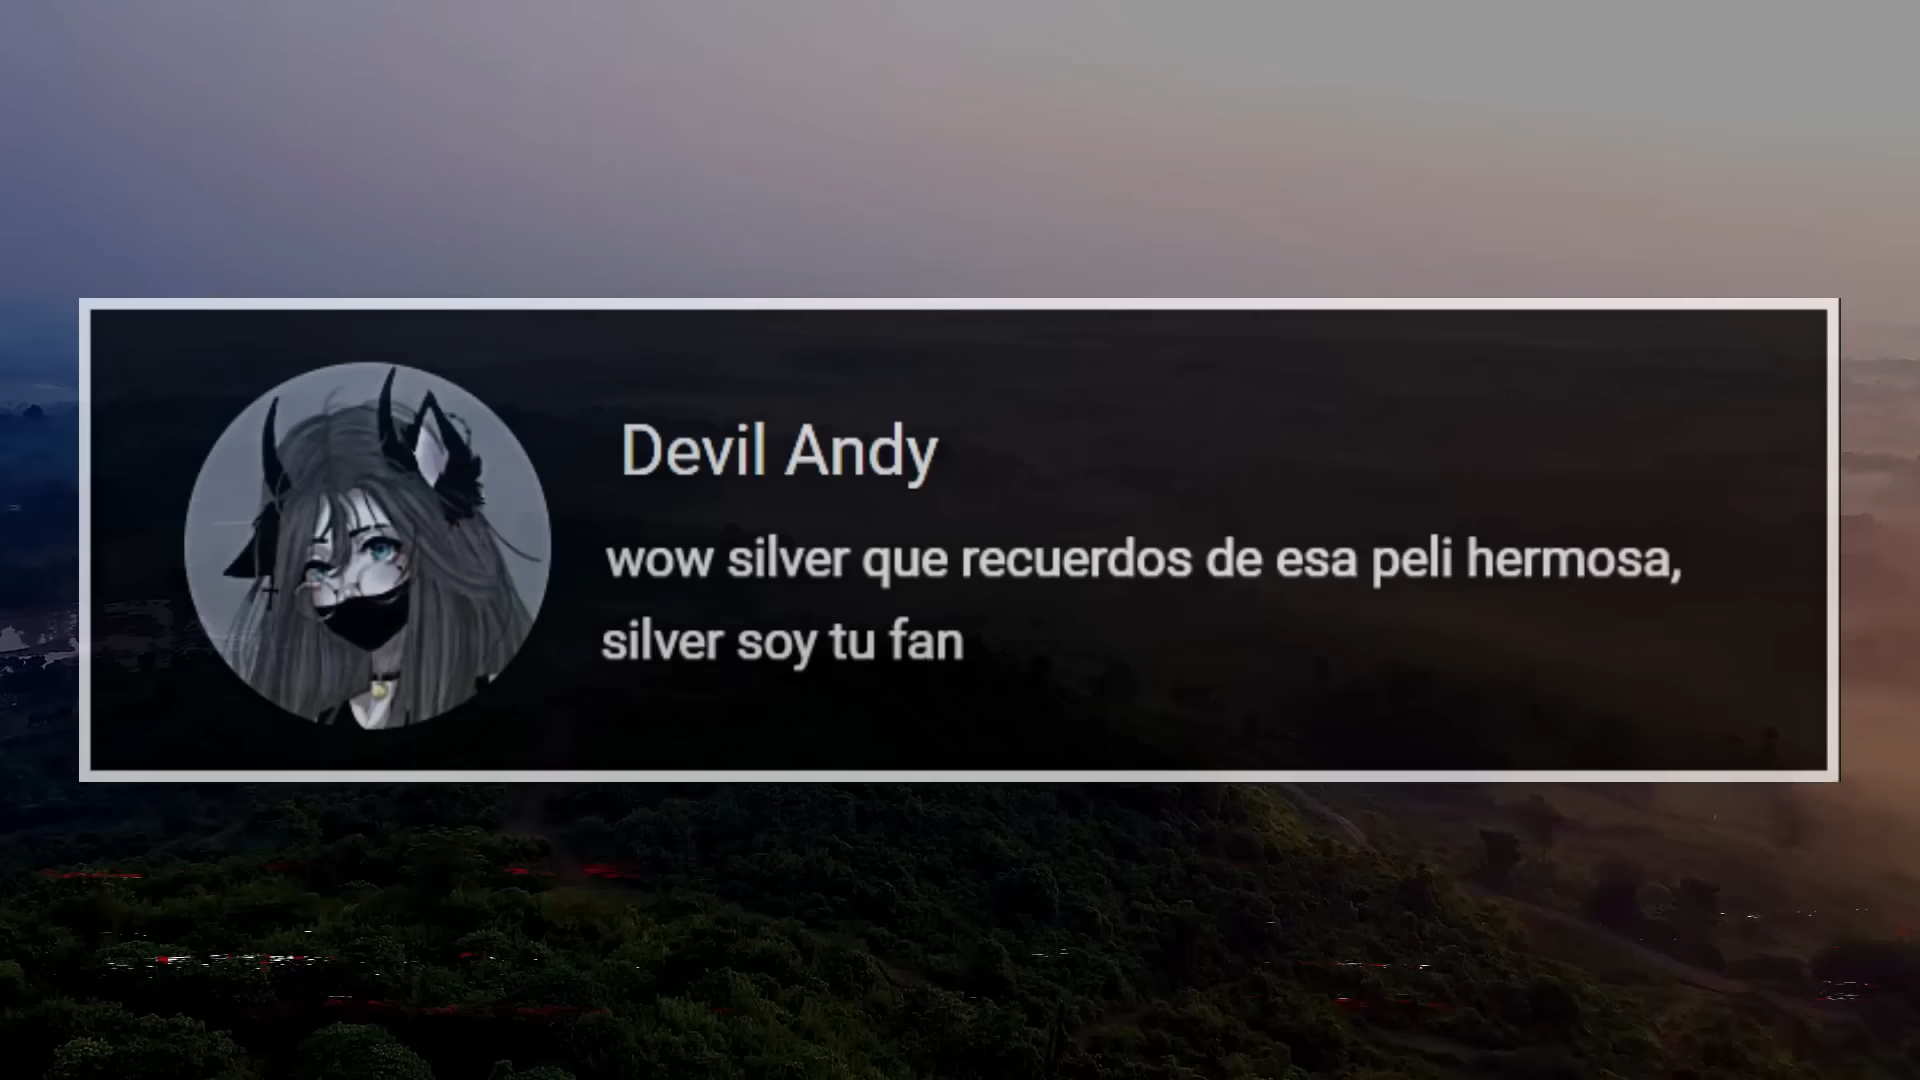 Devil Andy
wow silver que recuerdos de esa peli hermosa,
silver soy tu fan